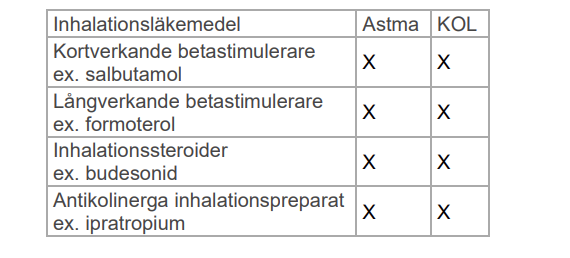 Inhalationsläkemedel Astma KOL
Kortverkande betastimulerare
ex. salbutamol X X
Långverkande betastimulerare
ex. formoterol X X
Inhalationssteroider
ex. budesonid X X
Antikolinerga inhalationspreparat
ex. ipratropium X X